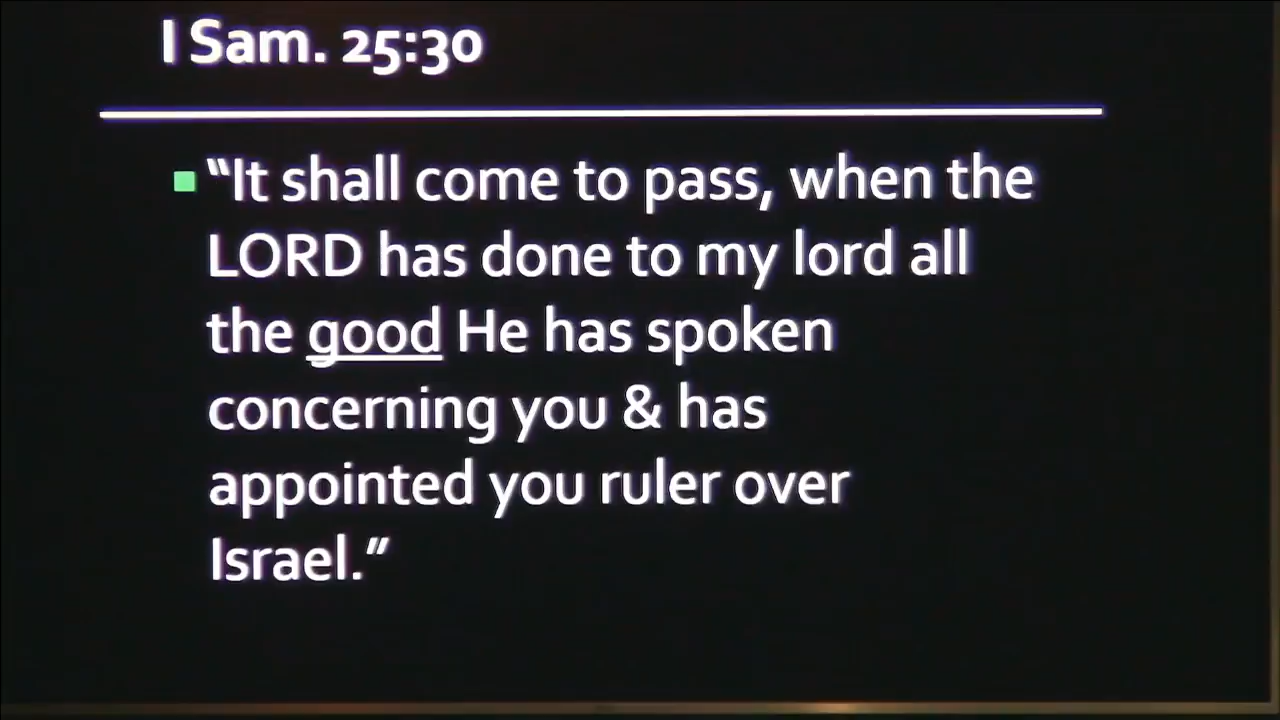 I Sam. 25:30
“It shall come to pass, when the
LORD has done to my lord all
the good He has spoken
concerning you & has
appointed you ruler over
Israel.”